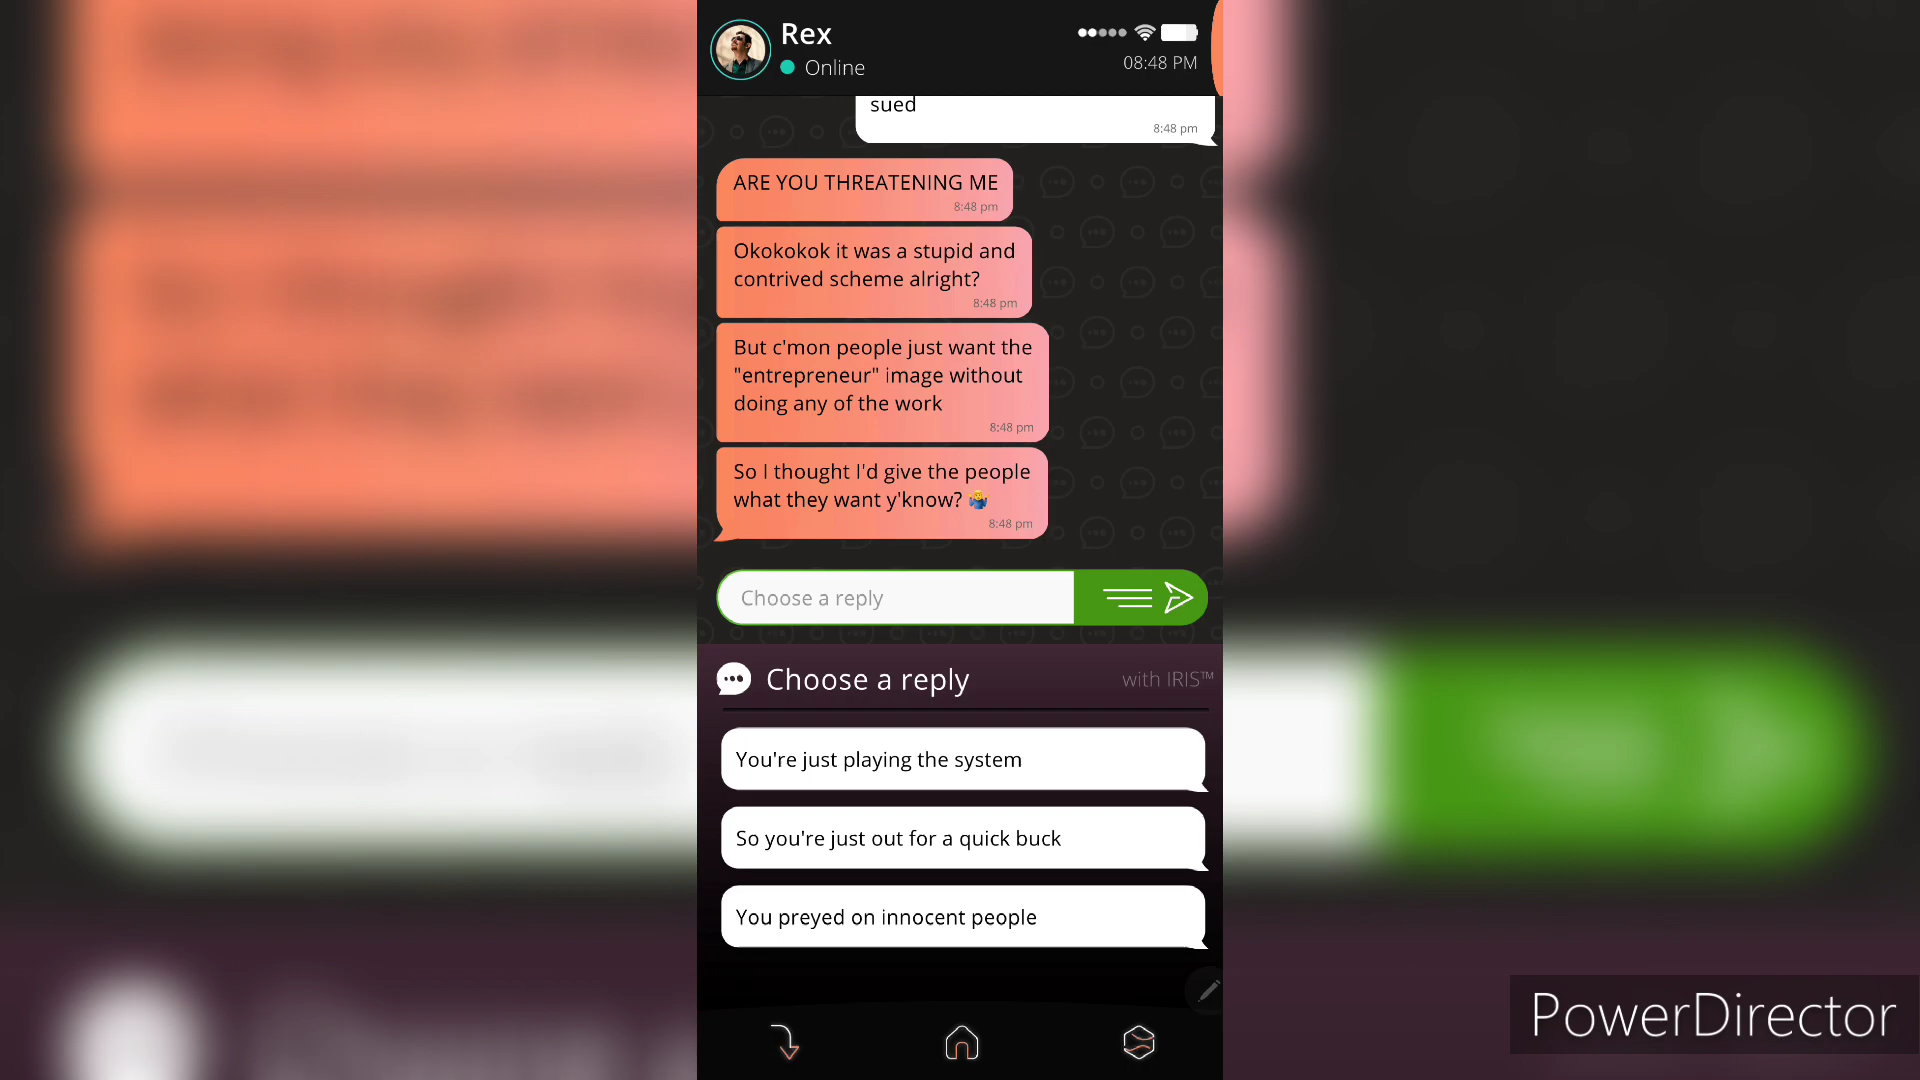 Rex
Online
08:48 PM
sued
8:48 pm
ARE YOU THREATENING ME
8:48 pm
Okokokok it was a stupid and
contrived scheme alright?
8:48 pm
But c'mon people just want the
"entrepreneur" image without
doing any of the work
8:48 pm
So I thought I'd give the people
what they want y'know? 🤷‍♂️
8:48 pm
Choose a reply
Choose a reply
with IRIS™
You're just playing the system
So you're just out for a quick buck
You preyed on innocent people
PowerDirector